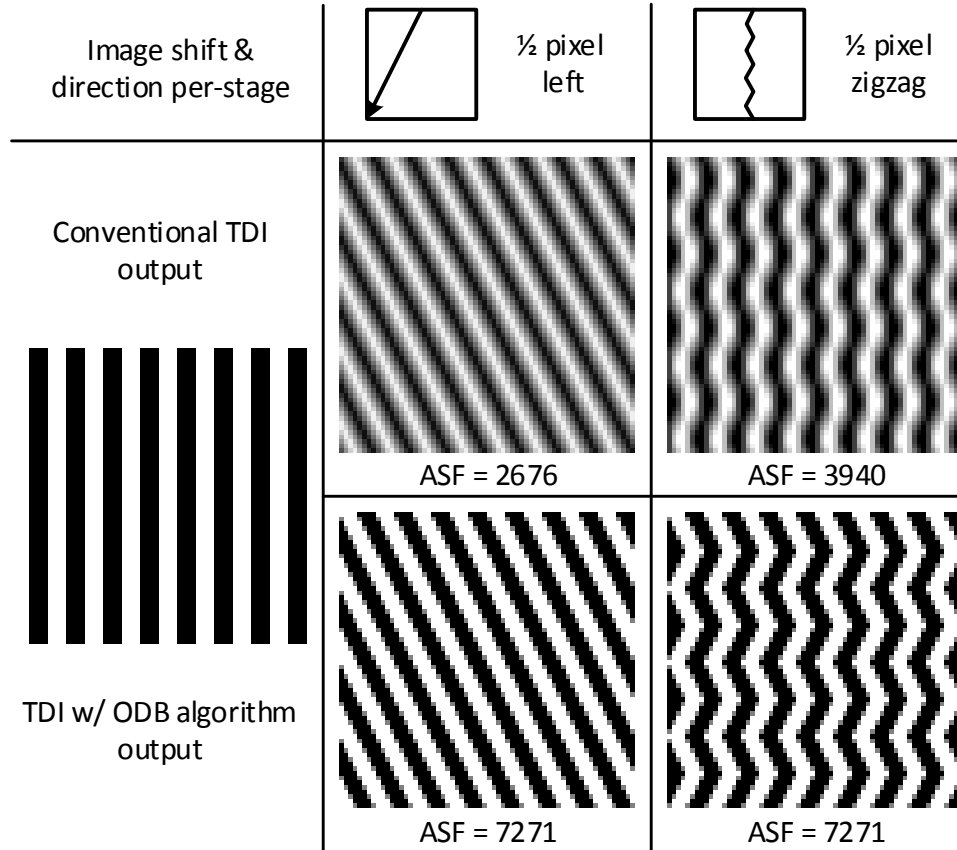 Image shift &
direction per-stage
½ pixel
left
½ pixel
zigzag
Conventional TDI
output
ASF = 2676
ASF = 3940
TDI w/ ODB algorithm
output
ASF = 7271
ASF = 7271